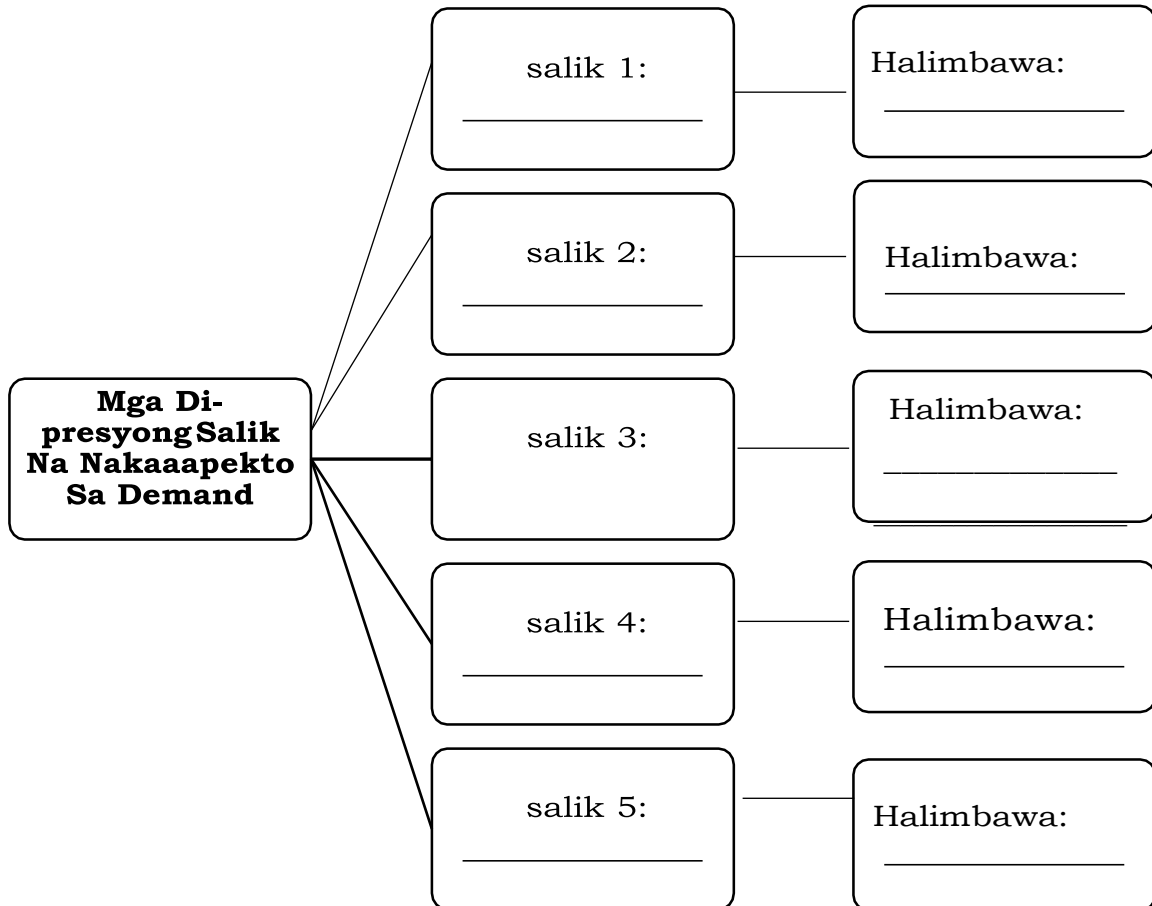 salik 1:
Halimbawa:
salik 2:
Halimbawa:
Mga Di-
presyong Salik
Na Nakaaapekto
Sa Demand
salik 3:
Halimbawa:
salik 4:
Halimbawa:
salik 5:
Halimbawa: